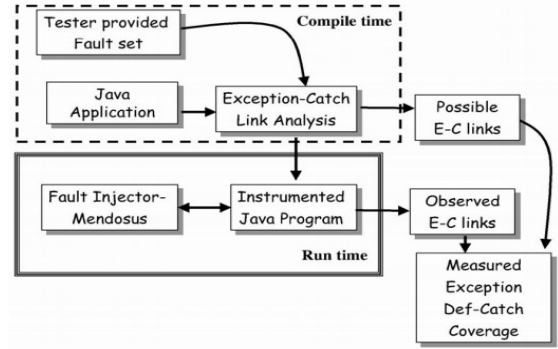 Compile time
Tester provided
Fault set
Java
Application
Exception-Catch
Link Analysis
Possible
E-C links
Fault Injector-
Mendosus
Instrumented
Java Program
Observed
E-C links
Run time
Measured
Exception
Def-Catch
Coverage